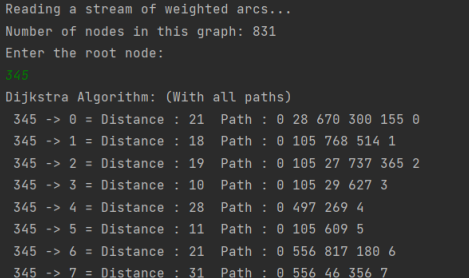 Reading a stream of weighted arcs...
Number of nodes in this graph: 831
Enter the root node:
345
Dijkstra Algorithm: (With all paths)
345 -> 0 = Distance : 21  Path : 0 28 670 300 155 0
345 -> 1 = Distance : 18  Path : 0 105 768 514 1
345 -> 2 = Distance : 19  Path : 0 105 27 737 365 2
345 -> 3 = Distance : 10  Path : 0 105 29 627 3
345 -> 4 = Distance : 28  Path : 0 497 269 4
345 -> 5 = Distance : 11  Path : 0 105 609 5
345 -> 6 = Distance : 21  Path : 0 556 817 180 6
345 -> 7 = Distance : 31  Path : 0 556 46 356 7